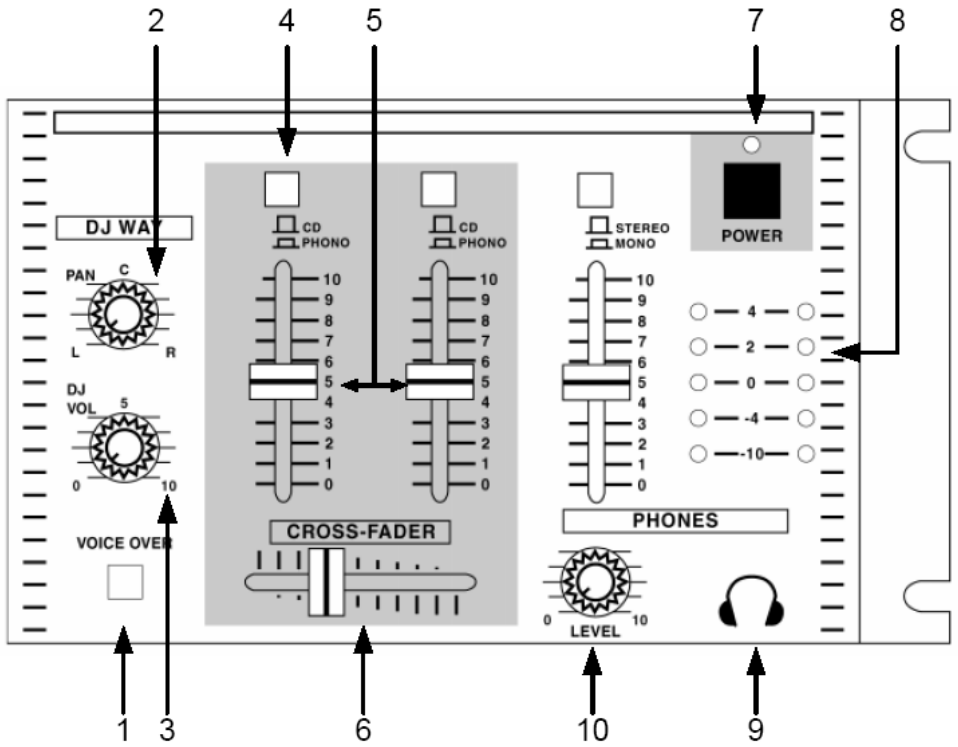 2 4 5 7 8
DJ WAY
PAN C
L R
DJ
VOL 5
0 10
VOICE OVER
CD
PHONO
10
9
8
7
6
5
4
3
2
1
0
CD
PHONO
10
9
8
7
6
5
4
3
2
1
0
CROSS-FADER
STEREO
MONO
10
9
8
7
6
5
4
3
2
1
0
POWER
4
2
0
-4
-10
PHONES
0 10
LEVEL
1 3 6 10 9